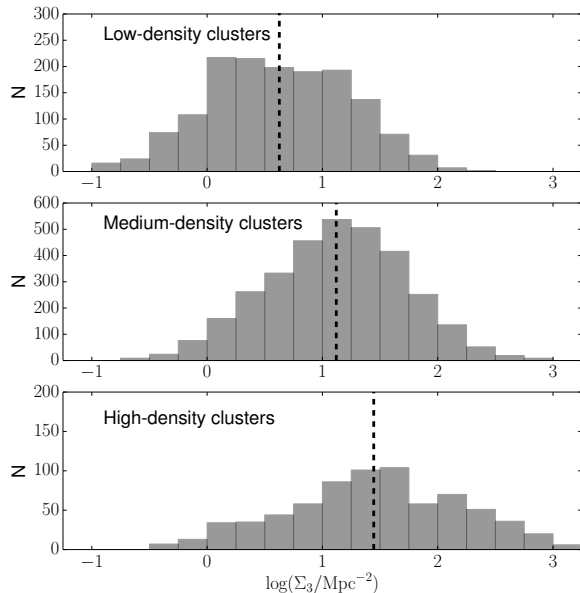 300
250
200
150
100
50
0
N
Low-density clusters
−1 0 1 2 3
600
500
400
300
200
100
0
N
Medium-density clusters
−1 0 1 2 3
200
150
100
50
0
N
High-density clusters
−1 0 1 2 3
log(Σ₃/Mpc⁻²)